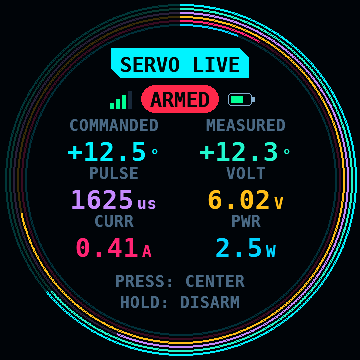 SERVO LIVE
ARMED
COMMANDED MEASURED
+12.5° +12.3°
PULSE VOLT
1625us 6.02V
CURR PWR
0.41A 2.5W
PRESS: CENTER
HOLD: DISARM